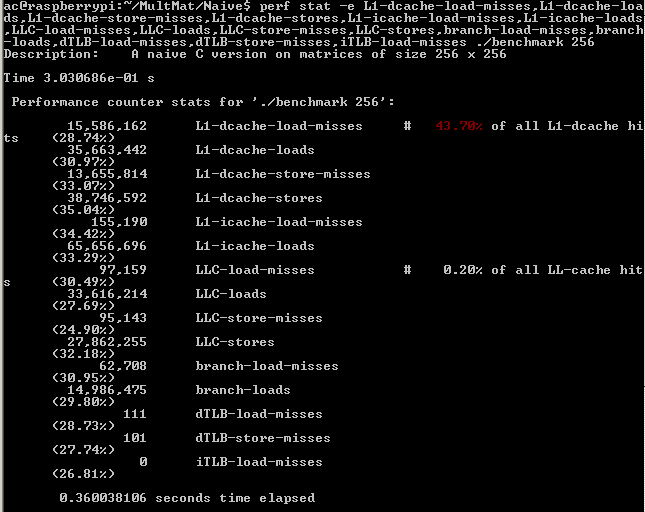 ac@raspberrypi:~/MultMat/Naive$ perf stat -e L1-dcache-load-misses,L1-dcache-loa
ds,L1-dcache-store-misses,L1-dcache-stores,L1-icache-load-misses,L1-icache-loads
,LLC-load-misses,LLC-loads,LLC-store-misses,LLC-stores,branch-load-misses,branch
-loads,dTLB-load-misses,dTLB-store-misses,iTLB-load-misses ./benchmark 256
Description:    A naive C version on matrices of size 256 x 256
Time 3.030686e-01 s
Performance counter stats for './benchmark 256':
15,586,162      L1-dcache-load-misses     #   43.70% of all L1-dcache hi
ts    (28.74%)
35,663,442      L1-dcache-loads
(30.97%)
13,655,814      L1-dcache-store-misses
(33.07%)
38,746,592      L1-dcache-stores
(35.04%)
155,190      L1-icache-load-misses
(34.42%)
65,656,696      L1-icache-loads
(33.29%)
97,159      LLC-load-misses           #    0.20% of all LL-cache hit
s     (30.49%)
33,616,214      LLC-loads
(27.69%)
95,143      LLC-store-misses
(24.90%)
27,862,255      LLC-stores
(32.18%)
62,708      branch-load-misses
(30.95%)
14,986,475      branch-loads
(29.80%)
111      dTLB-load-misses
(28.73%)
101      dTLB-store-misses
(27.74%)
0      iTLB-load-misses
(26.81%)
0.360038106 seconds time elapsed